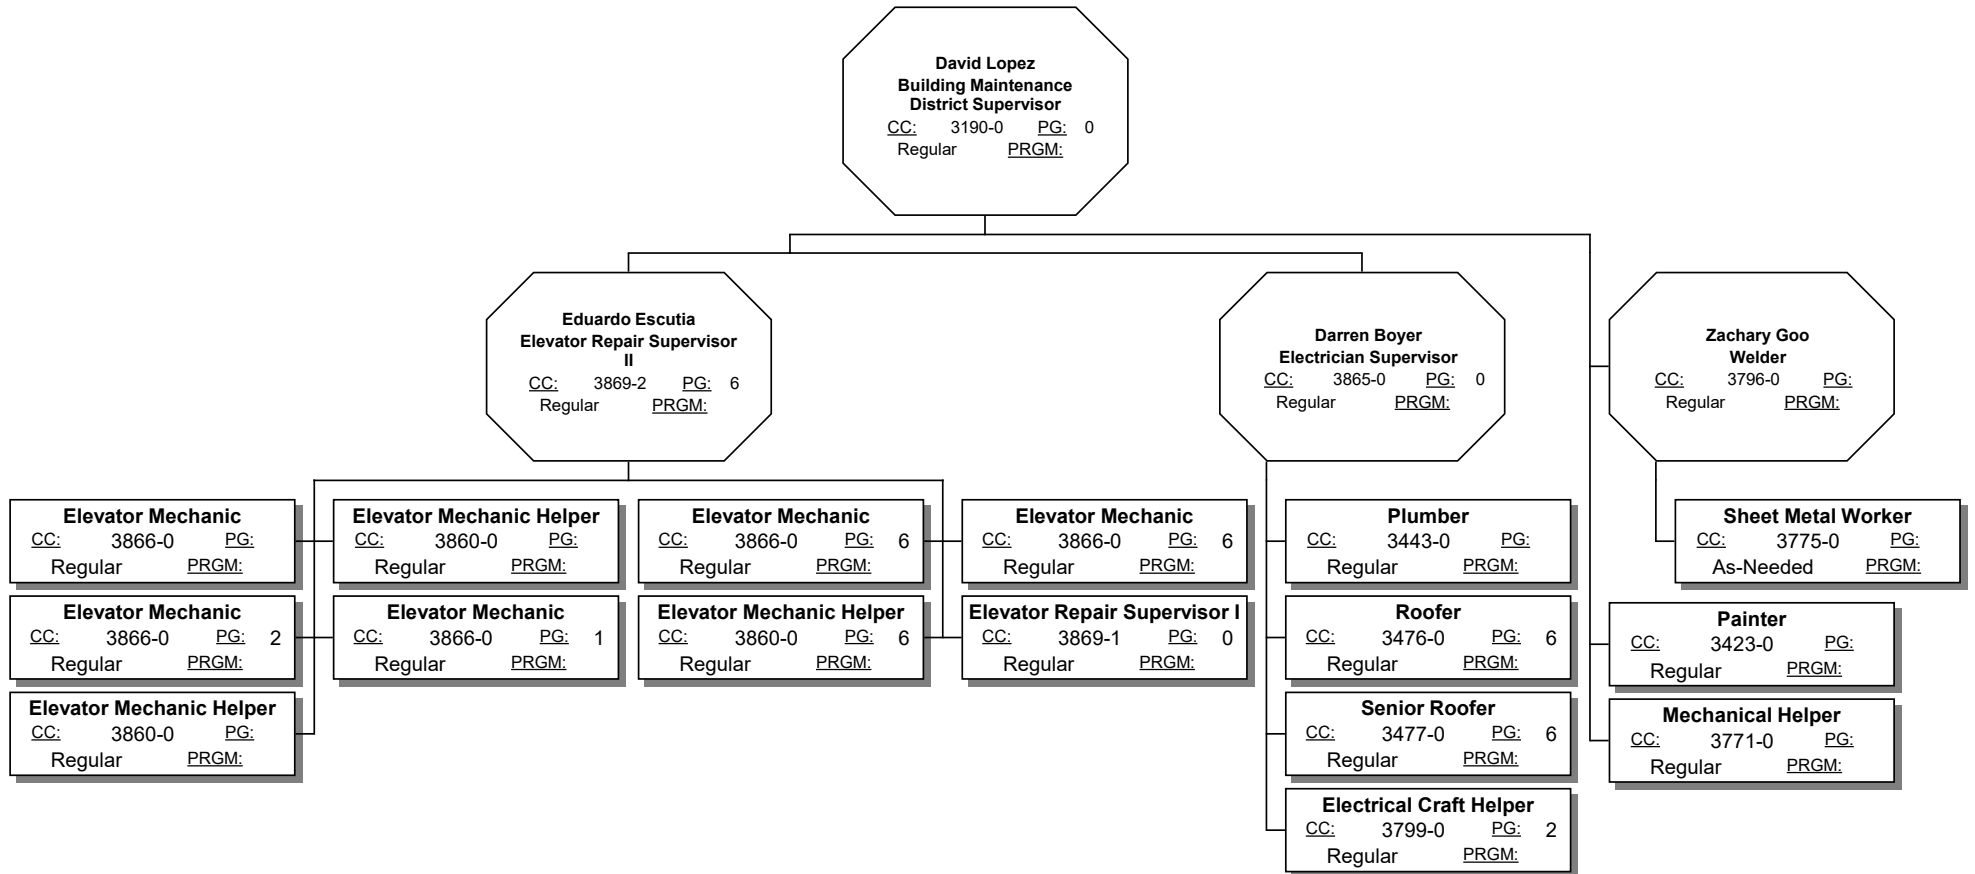 David Lopez
Building Maintenance
District Supervisor
CC: 3190-0 PG: 0
Regular PRGM:
Eduardo Escutia
Elevator Repair Supervisor
II
CC: 3869-2 PG: 6
Regular PRGM:
Darren Boyer
Electrician Supervisor
CC: 3865-0 PG: 0
Regular PRGM:
Zachary Goo
Welder
CC: 3796-0 PG:
Regular PRGM:
Elevator Mechanic
CC: 3866-0 PG:
Regular PRGM:
Elevator Mechanic Helper
CC: 3860-0 PG:
Regular PRGM:
Elevator Mechanic
CC: 3866-0 PG: 6
Regular PRGM:
Elevator Mechanic
CC: 3866-0 PG: 6
Regular PRGM:
Plumber
CC: 3443-0 PG:
Regular PRGM:
Sheet Metal Worker
CC: 3775-0 PG:
As-Needed PRGM:
Elevator Mechanic
CC: 3866-0 PG: 2
Regular PRGM:
Elevator Mechanic
CC: 3866-0 PG: 1
Regular PRGM:
Elevator Mechanic Helper
CC: 3860-0 PG: 6
Regular PRGM:
Elevator Repair Supervisor I
CC: 3869-1 PG: 0
Regular PRGM:
Roofer
CC: 3476-0 PG: 6
Regular PRGM:
Painter
CC: 3423-0 PG:
Regular PRGM:
Elevator Mechanic Helper
CC: 3860-0 PG:
Regular PRGM:
Senior Roofer
CC: 3477-0 PG: 6
Regular PRGM:
Mechanical Helper
CC: 3771-0 PG:
Regular PRGM:
Electrical Craft Helper
CC: 3799-0 PG: 2
Regular PRGM: